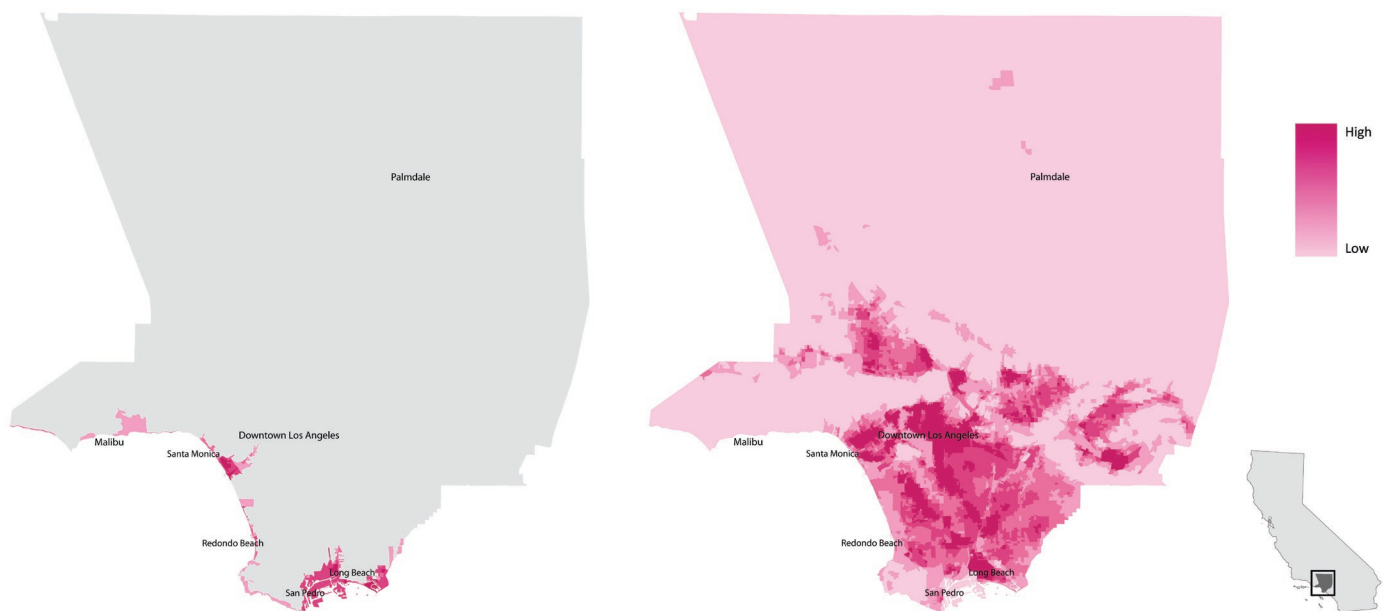 Palmdale
Malibu
Downtown Los Angeles
Santa Monica
Redondo Beach
Long Beach
San Pedro
Palmdale
Malibu
Downtown Los Angeles
Santa Monica
Redondo Beach
Long Beach
San Pedro
High
Low